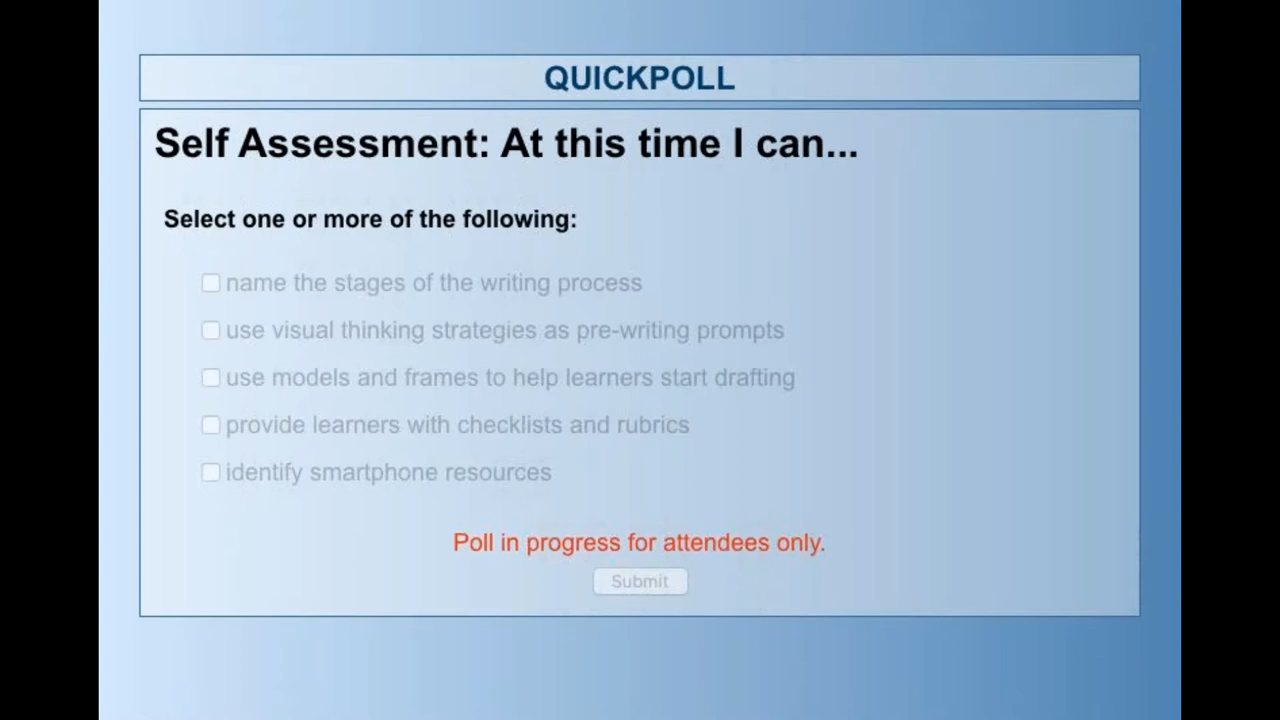 QUICKPOLL
Self Assessment: At this time I can...
Select one or more of the following:
name the stages of the writing process
use visual thinking strategies as pre-writing prompts
use models and frames to help learners start drafting
provide learners with checklists and rubrics
identify smartphone resources
Poll in progress for attendees only.
Submit